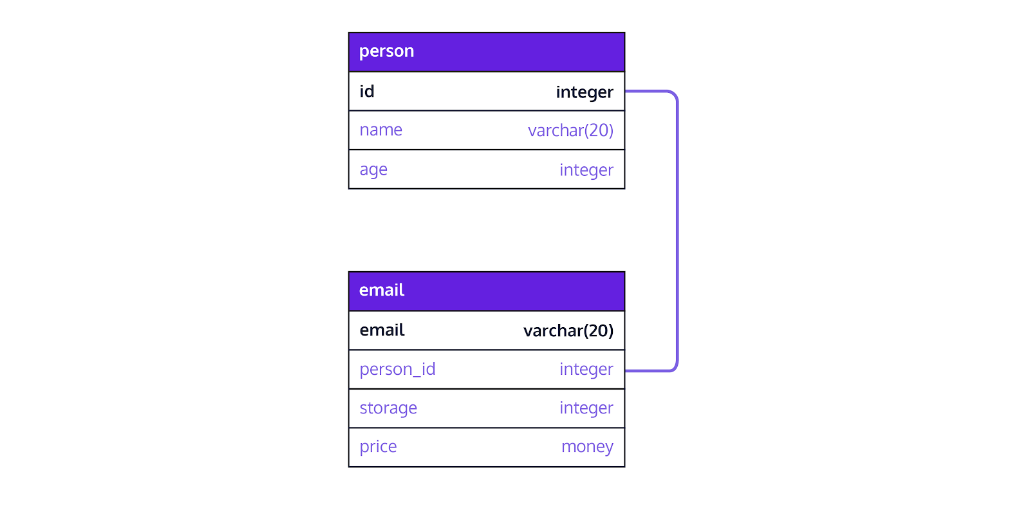 person
id integer
name varchar(20)
age integer
email
email varchar(20)
person_id integer
storage integer
price money